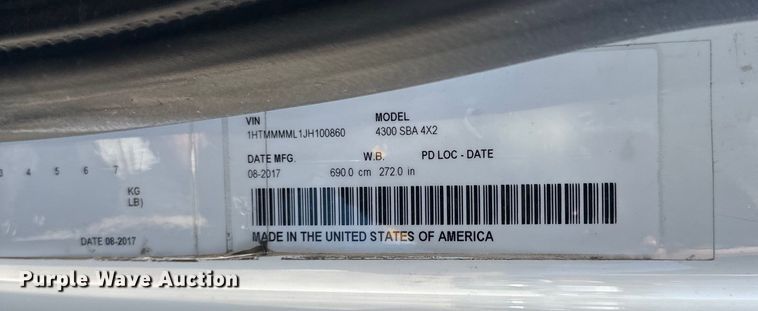 VIN MODEL
1HTMMMML1JH100860 4300 SBA 4X2
DATE MFG. W.B. PD LOC - DATE
08-2017 690.0 cm 272.0 in
3 4 5 6 7
KG
LB)
DATE 08-2017
MADE IN THE UNITED STATES OF AMERICA
Purple Wave Auction